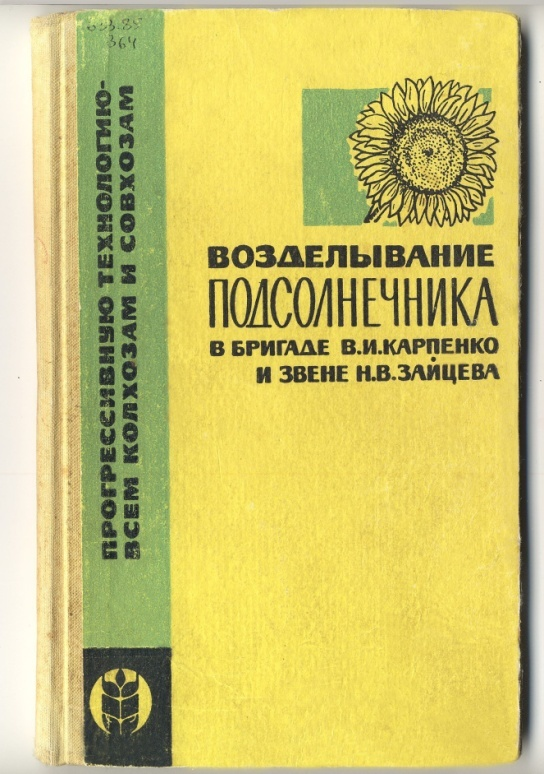 ПРОГРЕССИВНУЮ ТЕХНОЛОГИЮ-
ВСЕМ КОЛХОЗАМ И СОВХОЗАМ
ВОЗДЕЛЫВАНИЕ
ПОДСОЛНЕЧНИКА
В БРИГАДЕ В.И.КАРПЕНКО
И ЗВЕНЕ Н.В.ЗАЙЦЕВА